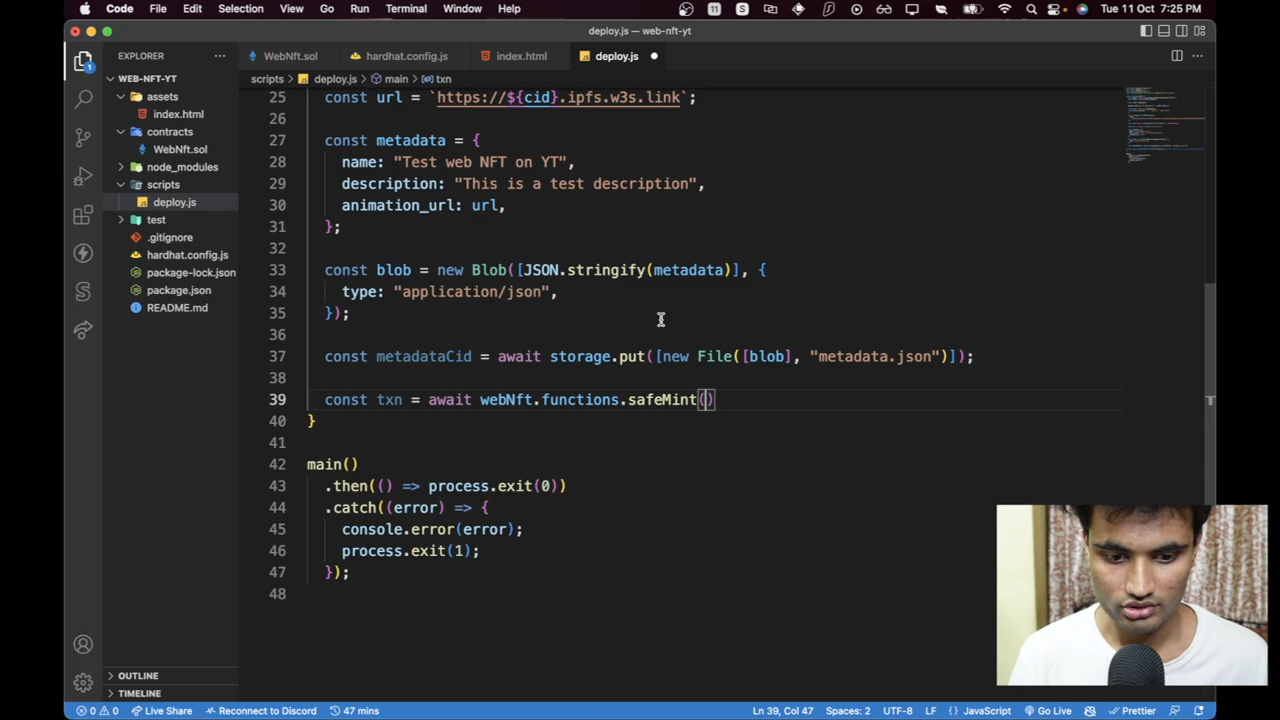 Code File Edit Selection View Go Run Terminal Window Help 11 S Tue 11 Oct 7:25 PM
deploy.js — web-nft-yt
EXPLORER
WebNft.sol
hardhat.config.js
index.html
deploy.js
scripts > deploy.js > main > txn
WEB-NFT-YT
assets
index.html
contracts
WebNft.sol
node_modules
scripts
deploy.js
test
.gitignore
hardhat.config.js
package-lock.json
package.json
README.md
1
25 const url = `https://${cid}.ipfs.w3s.link`;
26
27 const metadata = {
28 name: "Test web NFT on YT",
29 description: "This is a test description",
30 animation_url: url,
31 };
32
33 const blob = new Blob([JSON.stringify(metadata)], {
34 type: "application/json",
35 });
36
37 const metadataCid = await storage.put([new File([blob], "metadata.json")]);
38
39 const txn = await webNft.functions.safeMint()
40 }
41
42 main()
43 .then(() => process.exit(0))
44 .catch((error) => {
45 console.error(error);
46 process.exit(1);
47 });
48
OUTLINE
TIMELINE
0 0 Live Share Reconnect to Discord 47 mins Ln 39, Col 47 Spaces: 2 UTF-8 LF {} JavaScript Go Live Prettier